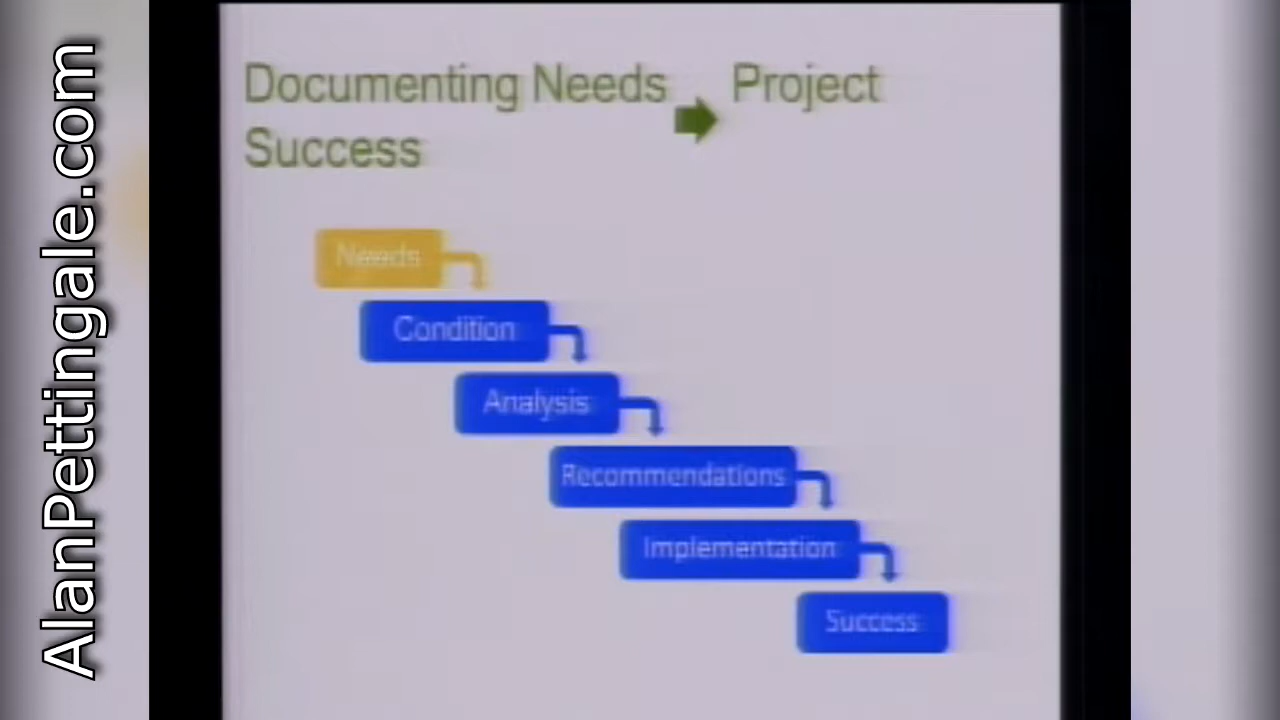 AlanPettingale.com
Documenting Needs Project
Success
Needs
Condition
Analysis
Recommendations
Implementation
Success